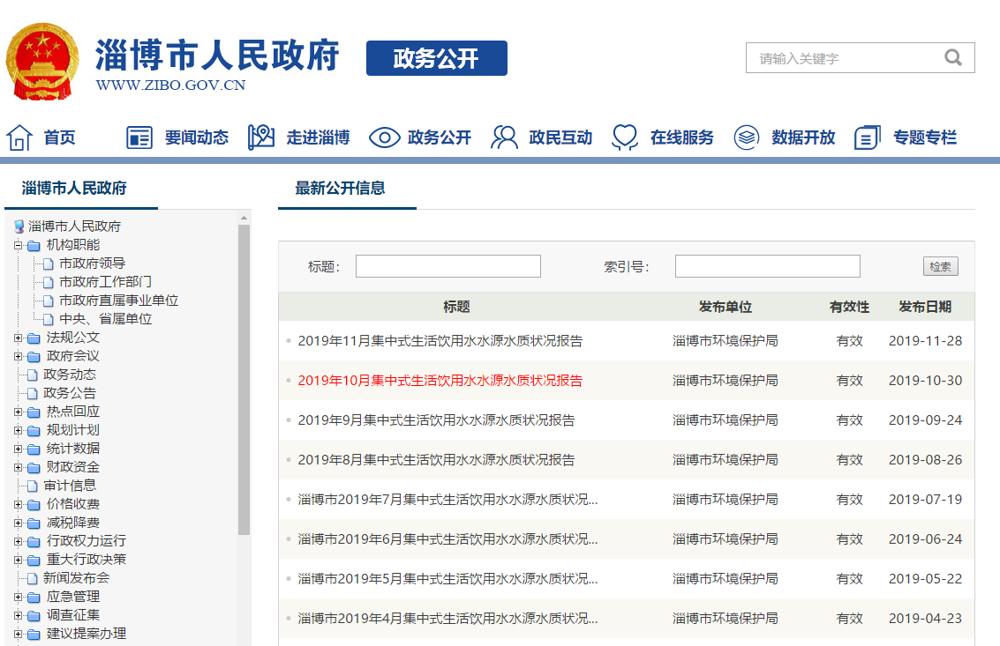 淄博市人民政府
政务公开
WWW.ZIBO.GOV.CN
请输入关键字
首页 要闻动态 走进淄博 政务公开 政民互动 在线服务 数据开放 专题专栏
淄博市人民政府
淄博市人民政府
机构职能
市政府领导
市政府工作部门
市政府直属事业单位
中央、省属单位
法规公文
政府会议
政务动态
政务公告
热点回应
规划计划
统计数据
财政资金
审计信息
价格收费
减税降费
行政权力运行
重大行政决策
新闻发布会
应急管理
调查征集
建议提案办理
最新公开信息
标题： 索引号： 检索
标题 发布单位 有效性 发布日期
2019年11月集中式生活饮用水水源水质状况报告 淄博市环境保护局 有效 2019-11-28
2019年10月集中式生活饮用水水源水质状况报告 淄博市环境保护局 有效 2019-10-30
2019年9月集中式生活饮用水水源水质状况报告 淄博市环境保护局 有效 2019-09-24
2019年8月集中式生活饮用水水源水质状况报告 淄博市环境保护局 有效 2019-08-26
淄博市2019年7月集中式生活饮用水水源水质状况... 淄博市环境保护局 有效 2019-07-19
淄博市2019年6月集中式生活饮用水水源水质状况... 淄博市环境保护局 有效 2019-06-24
淄博市2019年5月集中式生活饮用水水源水质状况... 淄博市环境保护局 有效 2019-05-22
淄博市2019年4月集中式生活饮用水水源水质状况... 淄博市环境保护局 有效 2019-04-23